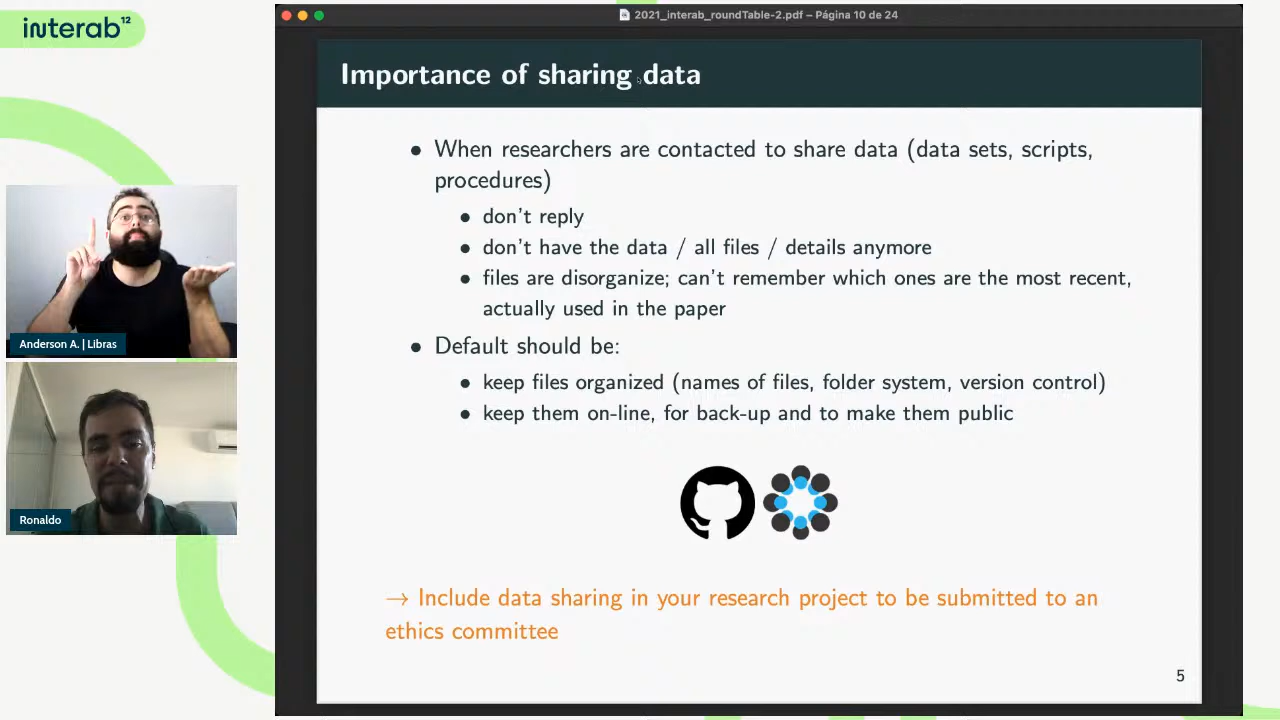 interab¹²
2021_interab_roundTable-2.pdf – Página 10 de 24
Importance of sharing data
• When researchers are contacted to share data (data sets, scripts,
procedures)
• don't reply
• don't have the data / all files / details anymore
• files are disorganize; can't remember which ones are the most recent,
actually used in the paper
• Default should be:
• keep files organized (names of files, folder system, version control)
• keep them on-line, for back-up and to make them public
→ Include data sharing in your research project to be submitted to an
ethics committee
5
Anderson A. | Libras
Ronaldo